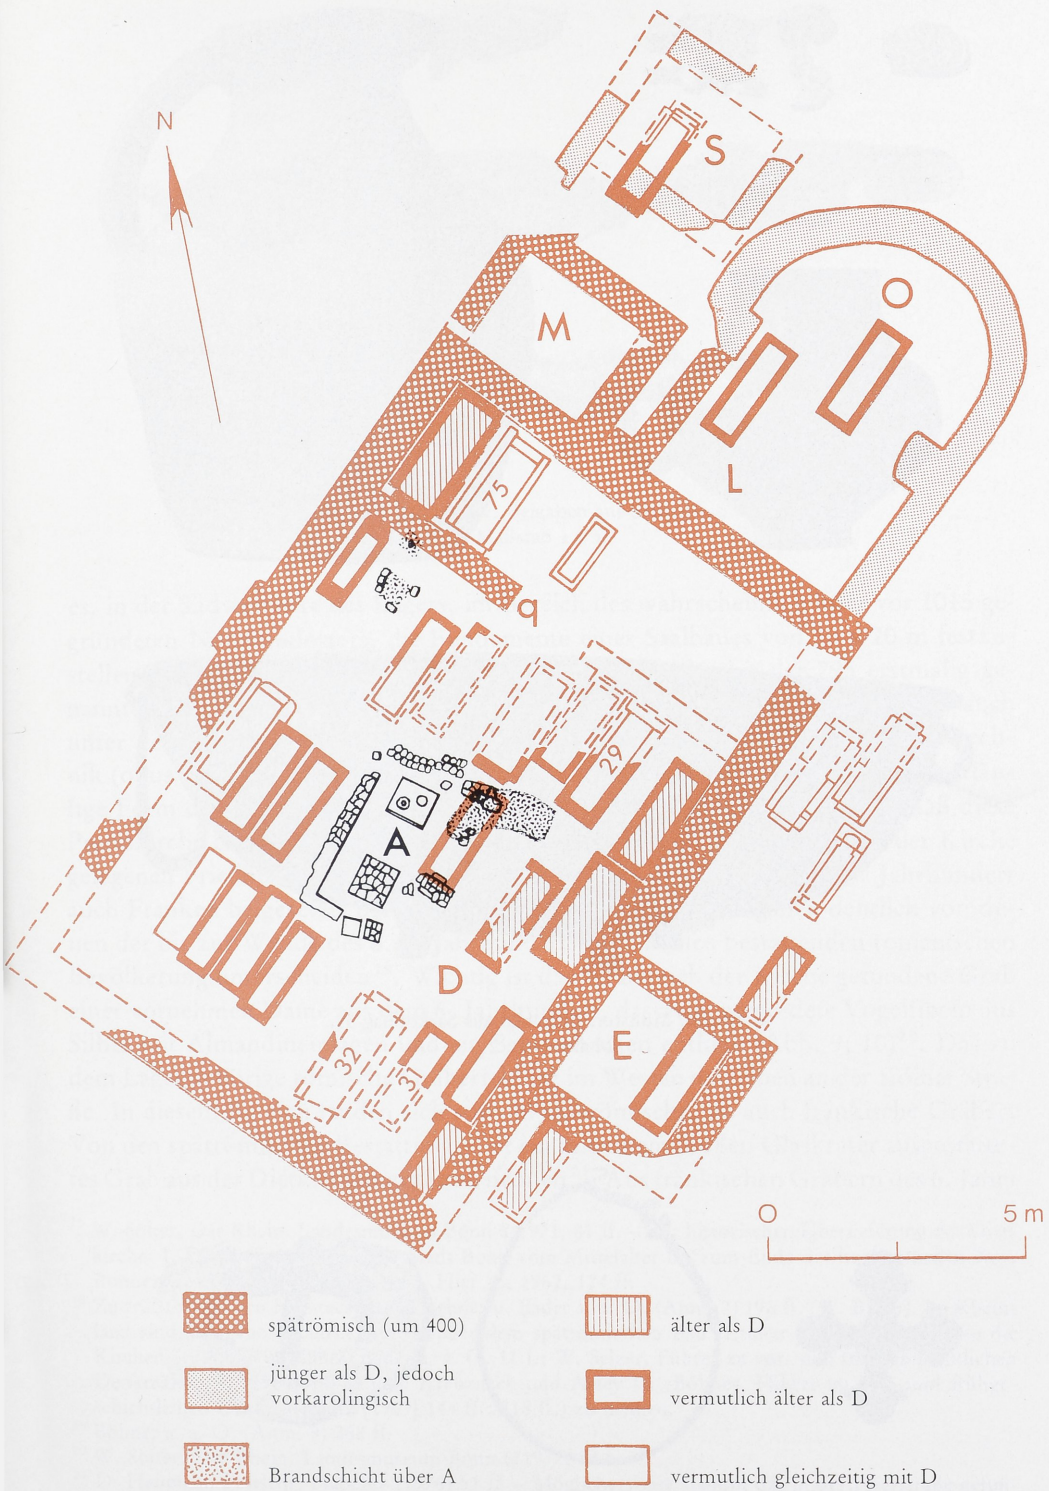 N
S
O
M
L
75
q
29
A
D
E
32
31
0 5 m
spätrömisch (um 400)
jünger als D, jedoch
vorkarolingisch
Brandschicht über A
älter als D
vermutlich älter als D
vermutlich gleichzeitig mit D